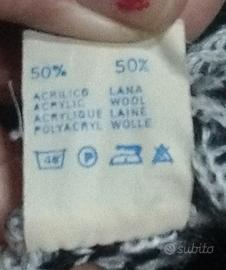 50% 50%
ACRILICO LANA
ACRYLIC WOOL
ACRYLIQUE LAINE
POLYACRYL WOLLE
40 P
subito